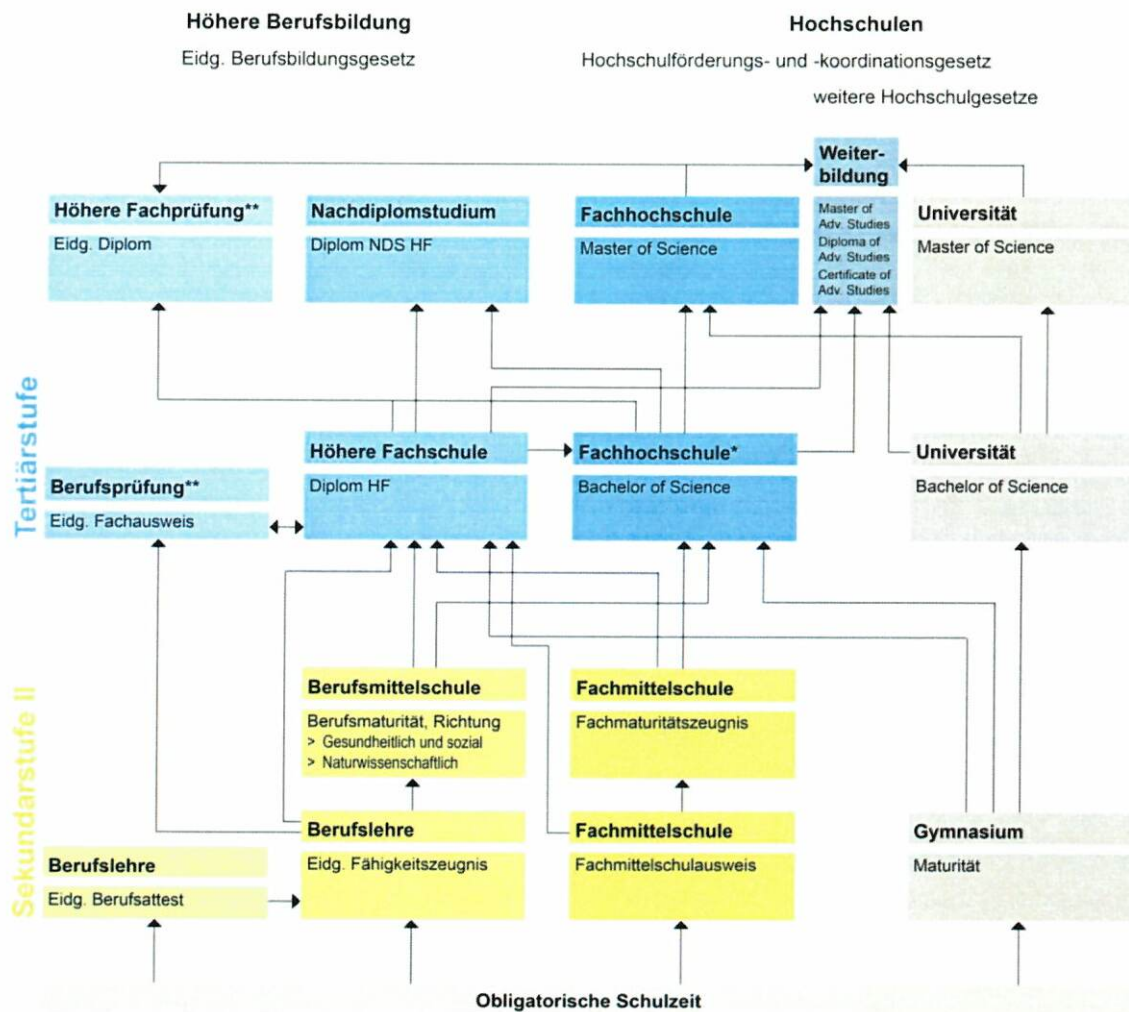 Höhere Berufsbildung
Eidg. Berufsbildungsgesetz
Hochschulen
Hochschulförderungs- und -koordinationsgesetz
weitere Hochschulgesetze
Weiter-
bildung
Master of
Adv. Studies
Diploma of
Adv. Studies
Certificate of
Adv. Studies
Höhere Fachprüfung**
Eidg. Diplom
Nachdiplomstudium
Diplom NDS HF
Fachhochschule
Master of Science
Universität
Master of Science
Tertiärstufe
Berufsprüfung**
Eidg. Fachausweis
Höhere Fachschule
Diplom HF
Fachhochschule*
Bachelor of Science
Universität
Bachelor of Science
Sekundarstufe II
Berufsmittelschule
Berufsmaturität, Richtung
> Gesundheitlich und sozial
> Naturwissenschaftlich
Fachmittelschule
Fachmaturitätszeugnis
Berufslehre
Eidg. Berufsattest
Berufslehre
Eidg. Fähigkeitszeugnis
Fachmittelschule
Fachmittelschulausweis
Gymnasium
Maturität
Obligatorische Schulzeit